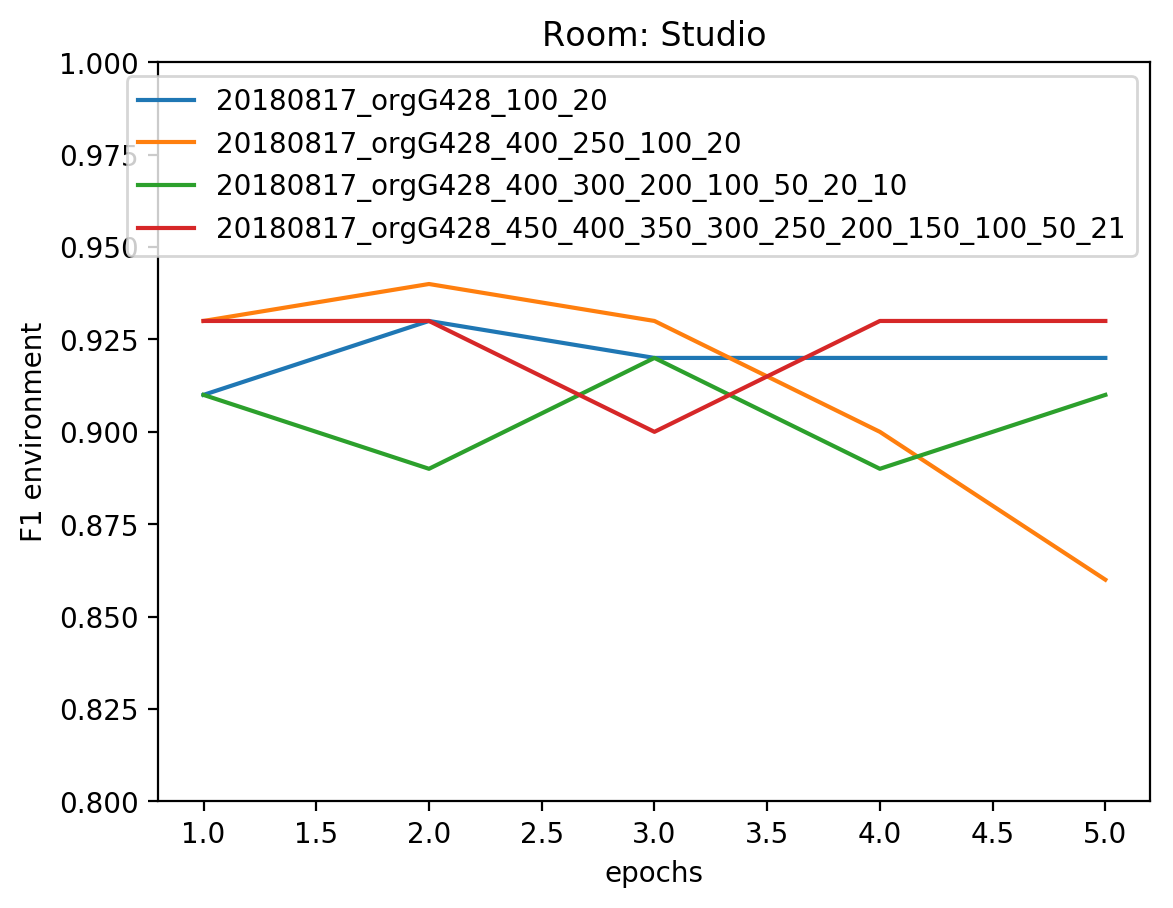 Room: Studio
1.000
0.975
0.950
0.925
0.900
0.875
0.850
0.825
0.800
F1 environment
20180817_orgG428_100_20
20180817_orgG428_400_250_100_20
20180817_orgG428_400_300_200_100_50_20_10
20180817_orgG428_450_400_350_300_250_200_150_100_50_21
1.0 1.5 2.0 2.5 3.0 3.5 4.0 4.5 5.0
epochs